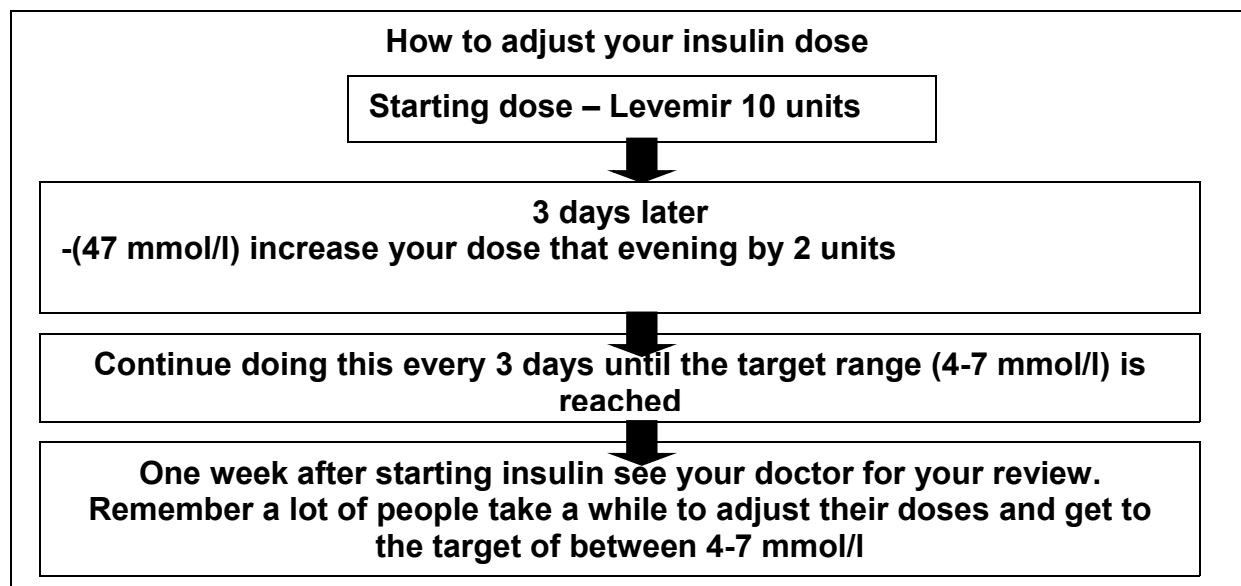 How to adjust your insulin dose
Starting dose – Levemir 10 units
3 days later
-(47 mmol/l) increase your dose that evening by 2 units
Continue doing this every 3 days until the target range (4-7 mmol/l) is
reached
One week after starting insulin see your doctor for your review.
Remember a lot of people take a while to adjust their doses and get to
the target of between 4-7 mmol/l